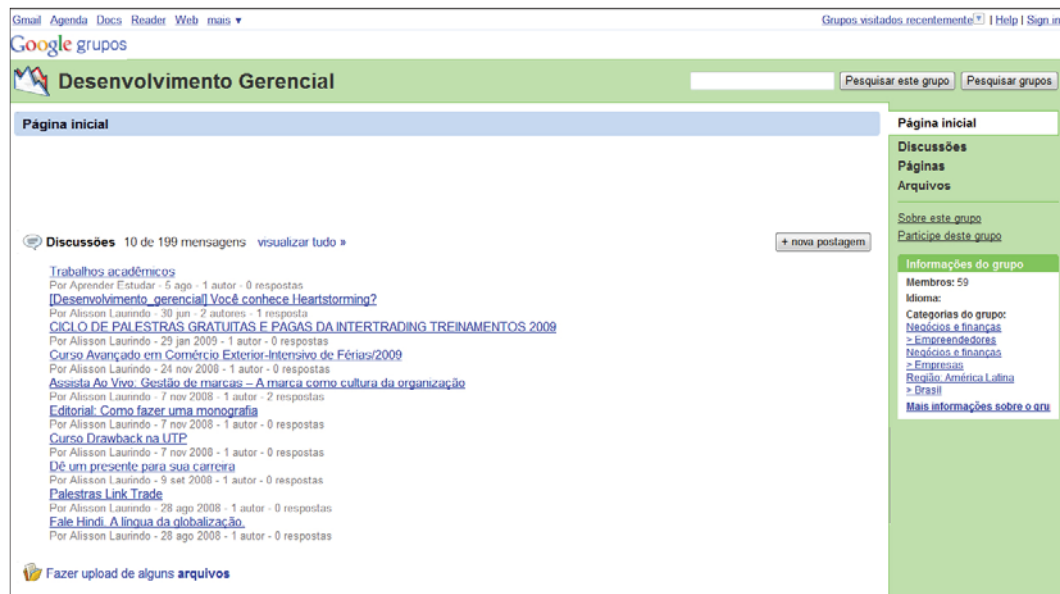 Gmail Agenda Docs Reader Web mais ▼
Grupos visitados recentemente | Help | Sign in
Google grupos
Desenvolvimento Gerencial
Pesquisar este grupo Pesquisar grupos
Página inicial
Discussões 10 de 199 mensagens visualizar tudo »
+ nova postagem
Trabalhos acadêmicos
Por Aprender Estudar - 5 ago - 1 autor - 0 respostas
[Desenvolvimento_gerencial] Você conhece Heartstorming?
Por Alisson Laurindo - 30 jun - 2 autores - 1 resposta
CICLO DE PALESTRAS GRATUITAS E PAGAS DA INTERTRADING TREINAMENTOS 2009
Por Alisson Laurindo - 29 jan 2009 - 1 autor - 0 respostas
Curso Avançado em Comércio Exterior-Intensivo de Férias/2009
Por Alisson Laurindo - 24 nov 2008 - 1 autor - 0 respostas
Assista Ao Vivo: Gestão de marcas – A marca como cultura da organização
Por Alisson Laurindo - 7 nov 2008 - 1 autor - 2 respostas
Editorial: Como fazer uma monografia
Por Alisson Laurindo - 7 nov 2008 - 1 autor - 0 respostas
Curso Drawback na UTP
Por Alisson Laurindo - 7 nov 2008 - 1 autor - 0 respostas
Dê um presente para sua carreira
Por Alisson Laurindo - 9 set 2008 - 1 autor - 0 respostas
Palestras Link Trade
Por Alisson Laurindo - 28 ago 2008 - 1 autor - 0 respostas
Fale Hindi. A língua da globalização.
Por Alisson Laurindo - 28 ago 2008 - 1 autor - 0 respostas
Fazer upload de alguns arquivos
Página inicial
Discussões
Páginas
Arquivos
Sobre este grupo
Participe deste grupo
Informações do grupo
Membros: 59
Idioma:
Categorias do grupo:
Negócios e finanças
> Empreendedores
Negócios e finanças
> Empresas
Região: América Latina
> Brasil
Mais informações sobre o gru